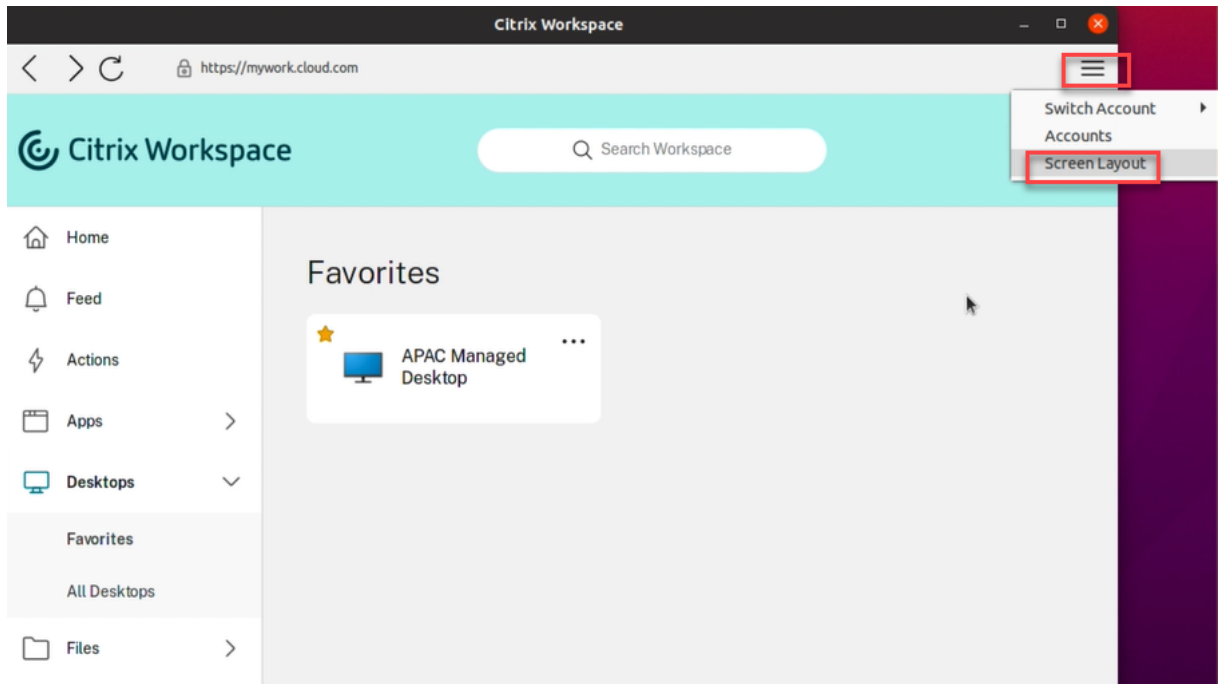 Citrix Workspace
https://mywork.cloud.com
Switch Account
Accounts
Screen Layout
Citrix Workspace
Search Workspace
Home
Feed
Actions
Apps
Desktops
Favorites
All Desktops
Files
Favorites
APAC Managed
Desktop